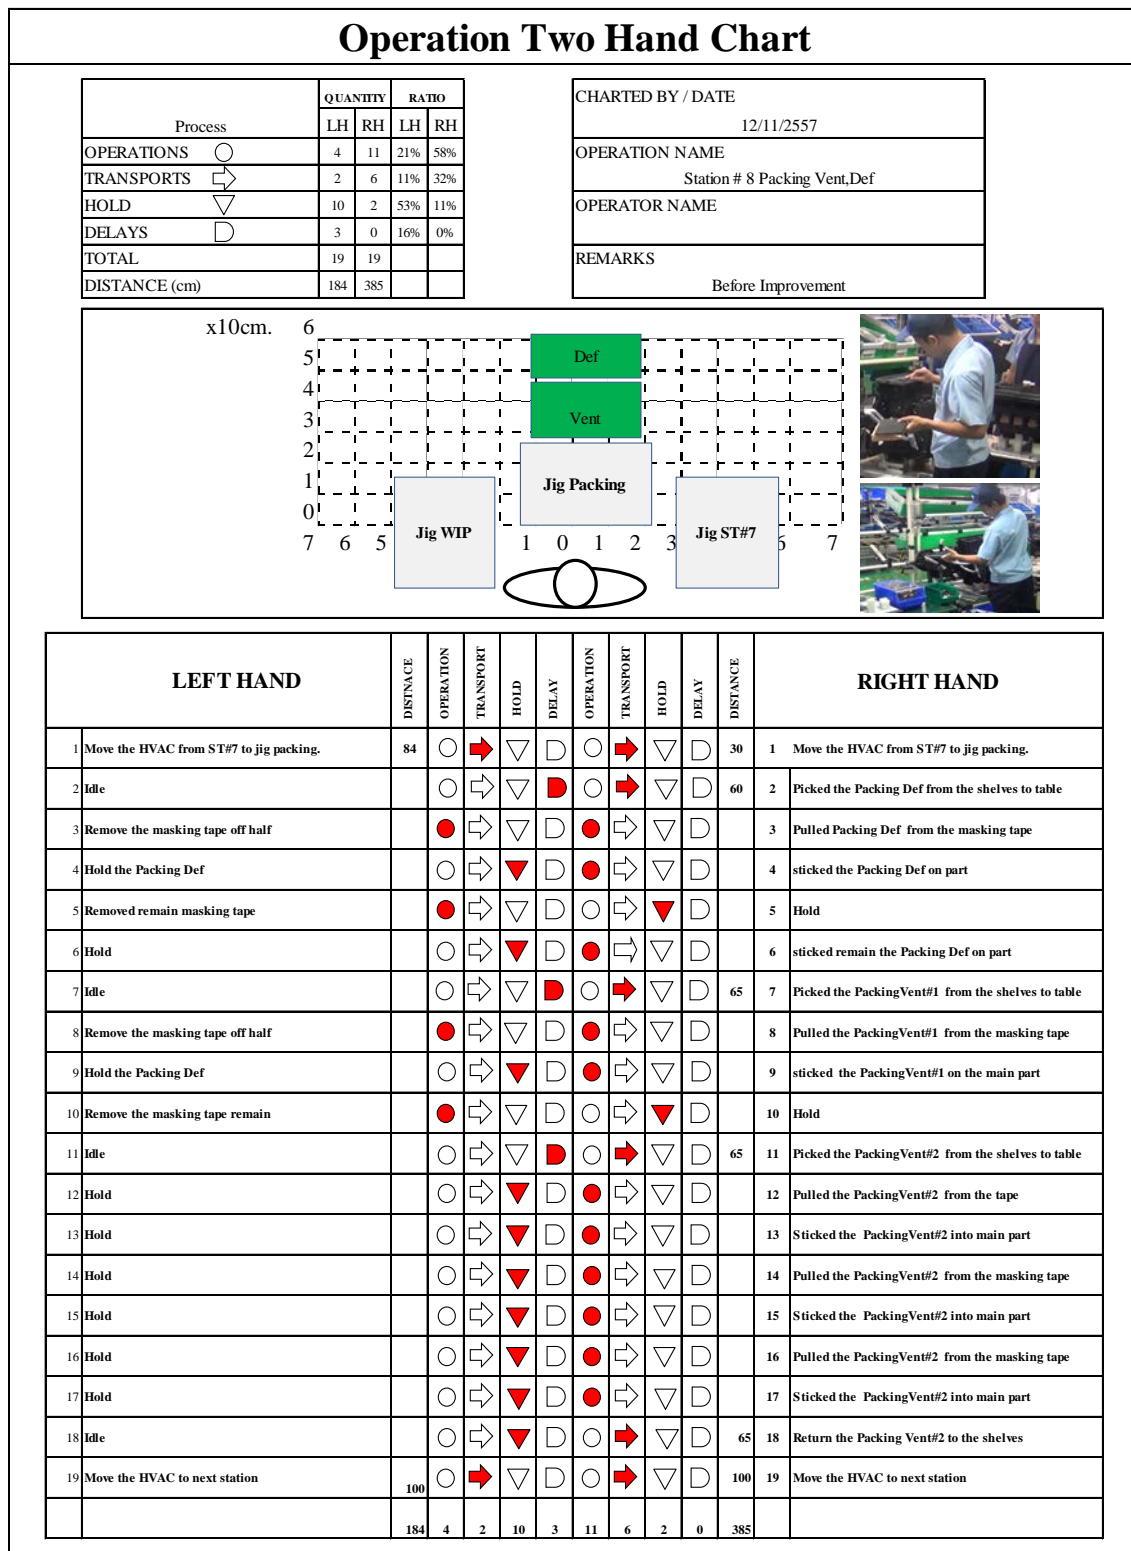 Operation Two Hand Chart
Process QUANTITY RATIO
LH RH LH RH
OPERATIONS 4 11 21% 58%
TRANSPORTS 2 6 11% 32%
HOLD 10 2 53% 11%
DELAYS 3 0 16% 0%
TOTAL 19 19
DISTANCE (cm) 184 385
CHARTED BY / DATE
12/11/2557
OPERATION NAME
Station # 8 Packing Vent,Def
OPERATOR NAME
REMARKS
Before Improvement
x10cm. 6
5
4
3
2
1
0
7 6 5 1 0 1 2 3 6 7
Def
Vent
Jig Packing
Jig WIP
Jig ST#7
LEFT HAND DISTNACE OPERATION TRANSPORT HOLD DELAY OPERATION TRANSPORT HOLD DELAY DISTANCE RIGHT HAND
1 Move the HVAC from ST#7 to jig packing. 84 30 1 Move the HVAC from ST#7 to jig packing.
2 Idle 60 2 Picked the Packing Def from the shelves to table
3 Remove the masking tape off half 3 Pulled Packing Def from the masking tape
4 Hold the Packing Def 4 sticked the Packing Def on part
5 Removed remain masking tape 5 Hold
6 Hold 6 sticked remain the Packing Def on part
7 Idle 65 7 Picked the PackingVent#1 from the shelves to table
8 Remove the masking tape off half 8 Pulled the PackingVent#1 from the masking tape
9 Hold the Packing Def 9 sticked the PackingVent#1 on the main part
10 Remove the masking tape remain 10 Hold
11 Idle 65 11 Picked the PackingVent#2 from the shelves to table
12 Hold 12 Pulled the PackingVent#2 from the tape
13 Hold 13 Sticked the PackingVent#2 into main part
14 Hold 14 Pulled the PackingVent#2 from the masking tape
15 Hold 15 Sticked the PackingVent#2 into main part
16 Hold 16 Pulled the PackingVent#2 from the masking tape
17 Hold 17 Sticked the PackingVent#2 into main part
18 Idle 65 18 Return the Packing Vent#2 to the shelves
19 Move the HVAC to next station 100 100 19 Move the HVAC to next station
184 4 2 10 3 11 6 2 0 385